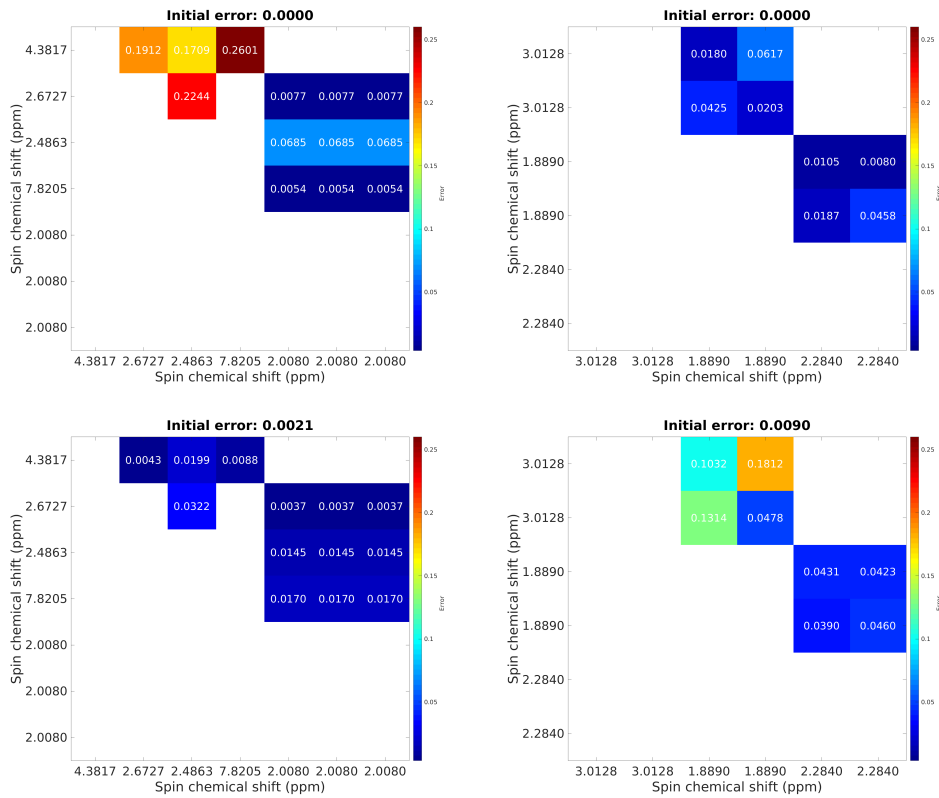 Initial error: 0.0000
4.3817 0.1912 0.1709 0.2601
2.6727 0.2244 0.0077 0.0077 0.0077
2.4863 0.0685 0.0685 0.0685
7.8205 0.0054 0.0054 0.0054
2.0080
2.0080
2.0080
4.3817 2.6727 2.4863 7.8205 2.0080 2.0080 2.0080
Spin chemical shift (ppm)
Spin chemical shift (ppm)
0.25
0.2
0.15
0.1
0.05
Error
Initial error: 0.0000
3.0128 0.0180 0.0617
3.0128 0.0425 0.0203
1.8890 0.0105 0.0080
1.8890 0.0187 0.0458
2.2840
2.2840
3.0128 3.0128 1.8890 1.8890 2.2840 2.2840
Spin chemical shift (ppm)
Spin chemical shift (ppm)
0.25
0.2
0.15
0.1
0.05
Error
Initial error: 0.0021
4.3817 0.0043 0.0199 0.0088
2.6727 0.0322 0.0037 0.0037 0.0037
2.4863 0.0145 0.0145 0.0145
7.8205 0.0170 0.0170 0.0170
2.0080
2.0080
2.0080
4.3817 2.6727 2.4863 7.8205 2.0080 2.0080 2.0080
Spin chemical shift (ppm)
Spin chemical shift (ppm)
0.25
0.2
0.15
0.1
0.05
Error
Initial error: 0.0090
3.0128 0.1032 0.1812
3.0128 0.1314 0.0478
1.8890 0.0431 0.0423
1.8890 0.0390 0.0460
2.2840
2.2840
3.0128 3.0128 1.8890 1.8890 2.2840 2.2840
Spin chemical shift (ppm)
Spin chemical shift (ppm)
0.25
0.2
0.15
0.1
0.05
Error